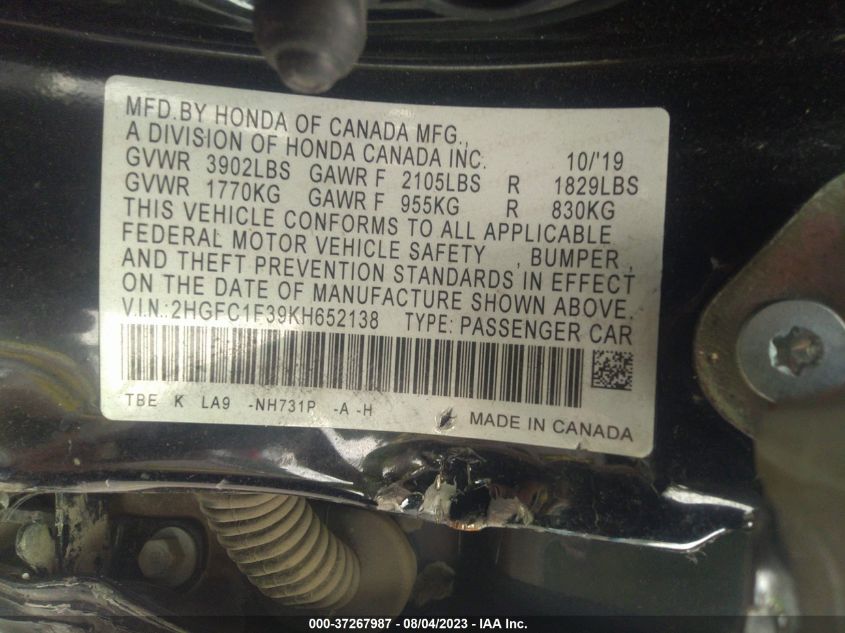 MFD.BY HONDA OF CANADA MFG.,
A DIVISION OF HONDA CANADA INC. 10/'19
GVWR 3902LBS GAWR F 2105LBS R 1829LBS
GVWR 1770KG GAWR F 955KG R 830KG
THIS VEHICLE CONFORMS TO ALL APPLICABLE
FEDERAL MOTOR VEHICLE SAFETY , BUMPER ,
AND THEFT PREVENTION STANDARDS IN EFFECT
ON THE DATE OF MANUFACTURE SHOWN ABOVE.
V.I.N.:2HGFC1F39KH652138 TYPE: PASSENGER CAR
TBE K LA9 -NH731P -A -H MADE IN CANADA
000-37267987 - 08/04/2023 - IAA Inc.